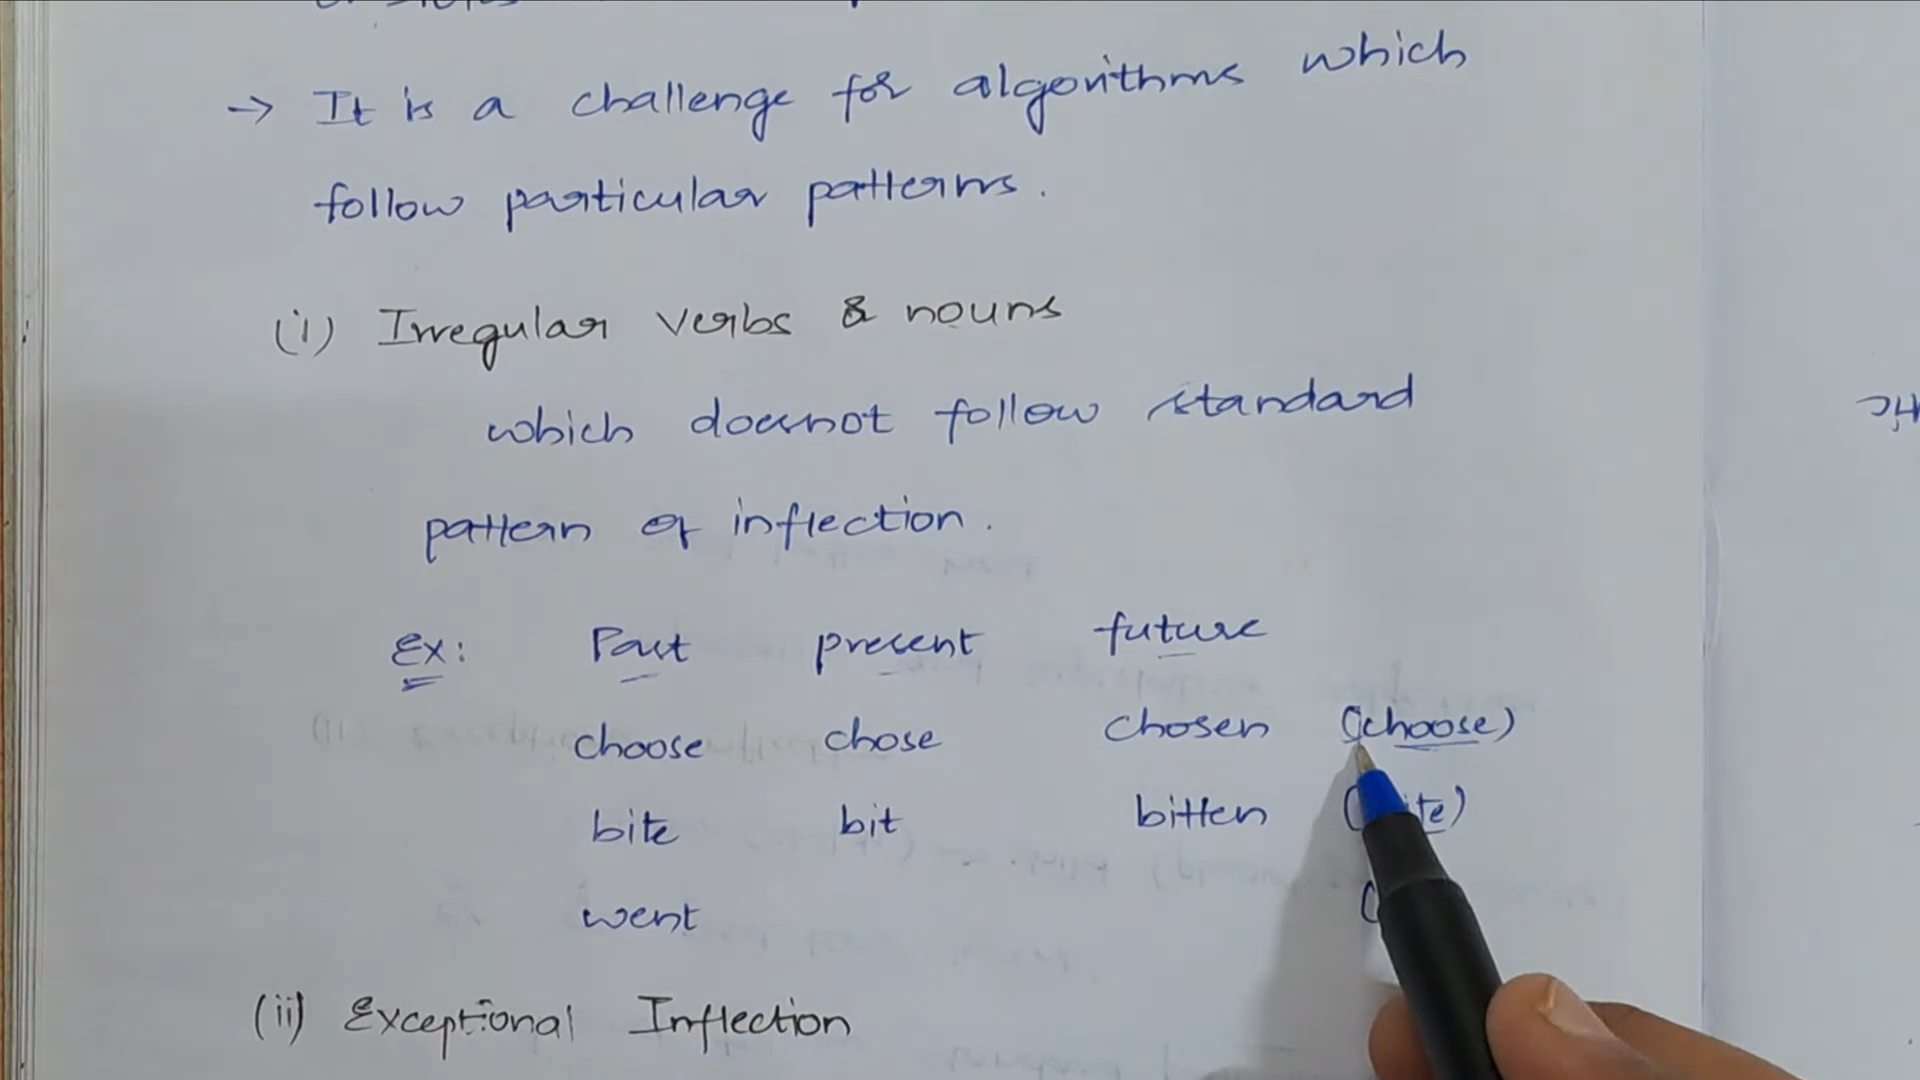 → It is a challenge for algorithms which
follow particular patterns.
(i) Irregular verbs & nouns
which doesnot follow standard
pattern of inflection.
Ex: Past present future
choose chose chosen (choose)
bite bit bitten
went
(ii) Exceptional Inflection